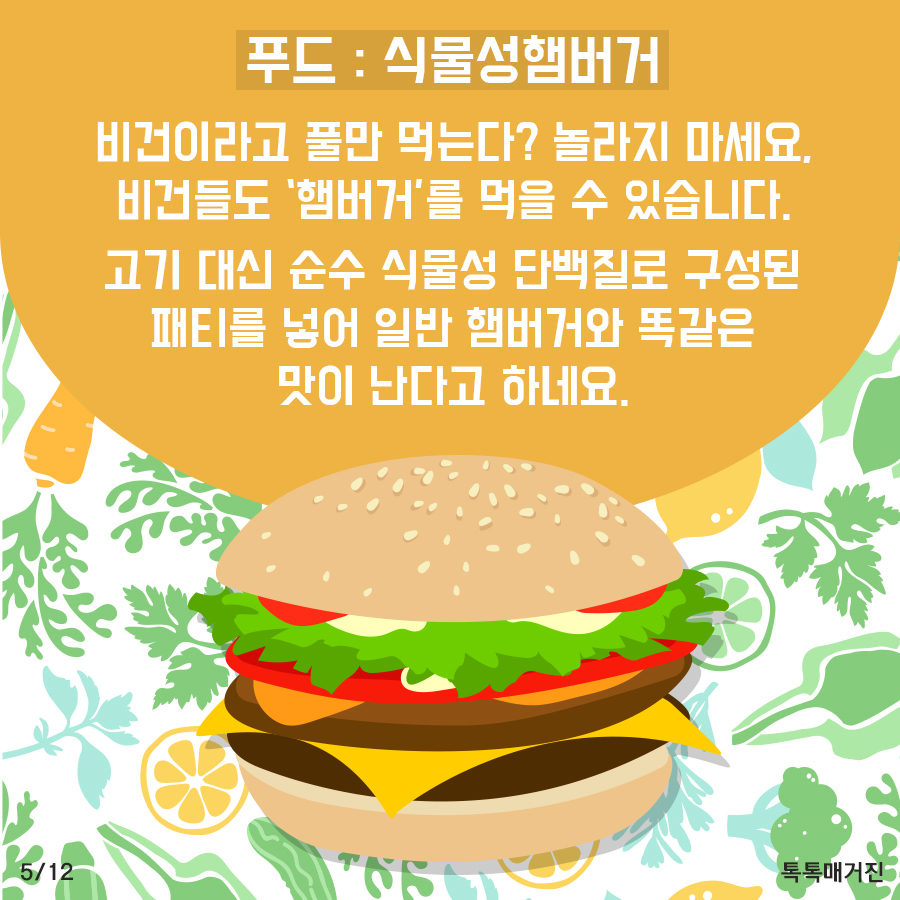 푸드 : 식물성햄버거
비건이라고 풀만 먹는다? 놀라지 마세요.
비건들도 ‘햄버거’를 먹을 수 있습니다.
고기 대신 순수 식물성 단백질로 구성된
패티를 넣어 일반 햄버거와 똑같은
맛이 난다고 하네요.
5/12
톡톡매거진